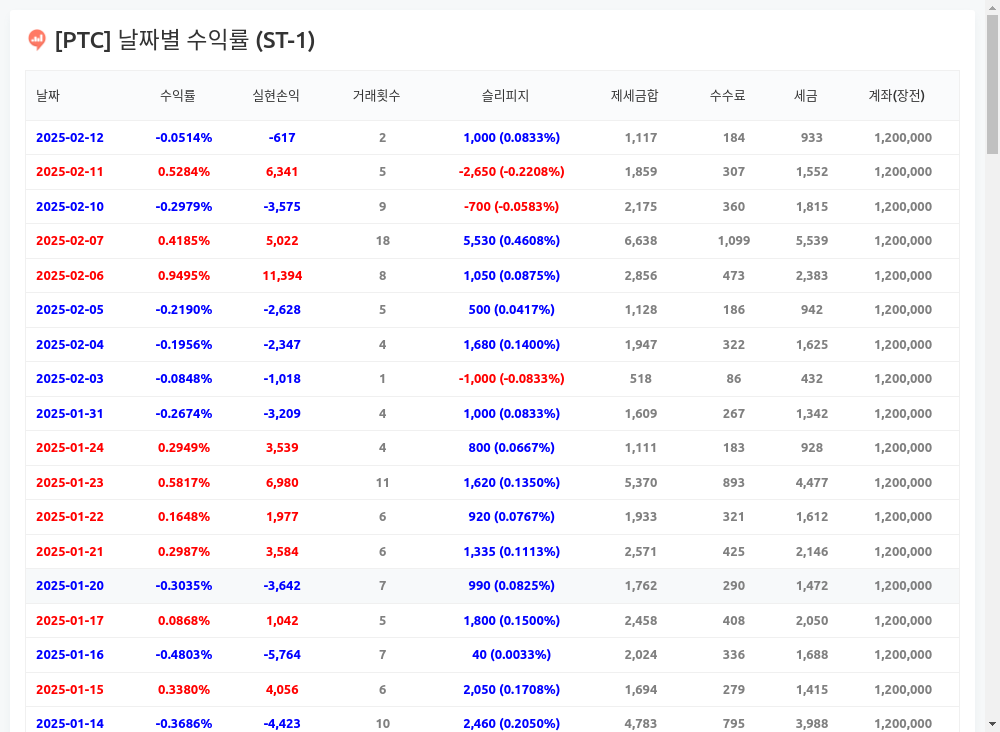 [PTC] 날짜별 수익률 (ST-1)
날짜 수익률 실현손익 거래횟수 슬리피지 제세금합 수수료 세금 계좌(장전)
2025-02-12 -0.0514% -617 2 1,000 (0.0833%) 1,117 184 933 1,200,000
2025-02-11 0.5284% 6,341 5 -2,650 (-0.2208%) 1,859 307 1,552 1,200,000
2025-02-10 -0.2979% -3,575 9 -700 (-0.0583%) 2,175 360 1,815 1,200,000
2025-02-07 0.4185% 5,022 18 5,530 (0.4608%) 6,638 1,099 5,539 1,200,000
2025-02-06 0.9495% 11,394 8 1,050 (0.0875%) 2,856 473 2,383 1,200,000
2025-02-05 -0.2190% -2,628 5 500 (0.0417%) 1,128 186 942 1,200,000
2025-02-04 -0.1956% -2,347 4 1,680 (0.1400%) 1,947 322 1,625 1,200,000
2025-02-03 -0.0848% -1,018 1 -1,000 (-0.0833%) 518 86 432 1,200,000
2025-01-31 -0.2674% -3,209 4 1,000 (0.0833%) 1,609 267 1,342 1,200,000
2025-01-24 0.2949% 3,539 4 800 (0.0667%) 1,111 183 928 1,200,000
2025-01-23 0.5817% 6,980 11 1,620 (0.1350%) 5,370 893 4,477 1,200,000
2025-01-22 0.1648% 1,977 6 920 (0.0767%) 1,933 321 1,612 1,200,000
2025-01-21 0.2987% 3,584 6 1,335 (0.1113%) 2,571 425 2,146 1,200,000
2025-01-20 -0.3035% -3,642 7 990 (0.0825%) 1,762 290 1,472 1,200,000
2025-01-17 0.0868% 1,042 5 1,800 (0.1500%) 2,458 408 2,050 1,200,000
2025-01-16 -0.4803% -5,764 7 40 (0.0033%) 2,024 336 1,688 1,200,000
2025-01-15 0.3380% 4,056 6 2,050 (0.1708%) 1,694 279 1,415 1,200,000
2025-01-14 -0.3686% -4,423 10 2,460 (0.2050%) 4,783 795 3,988 1,200,000